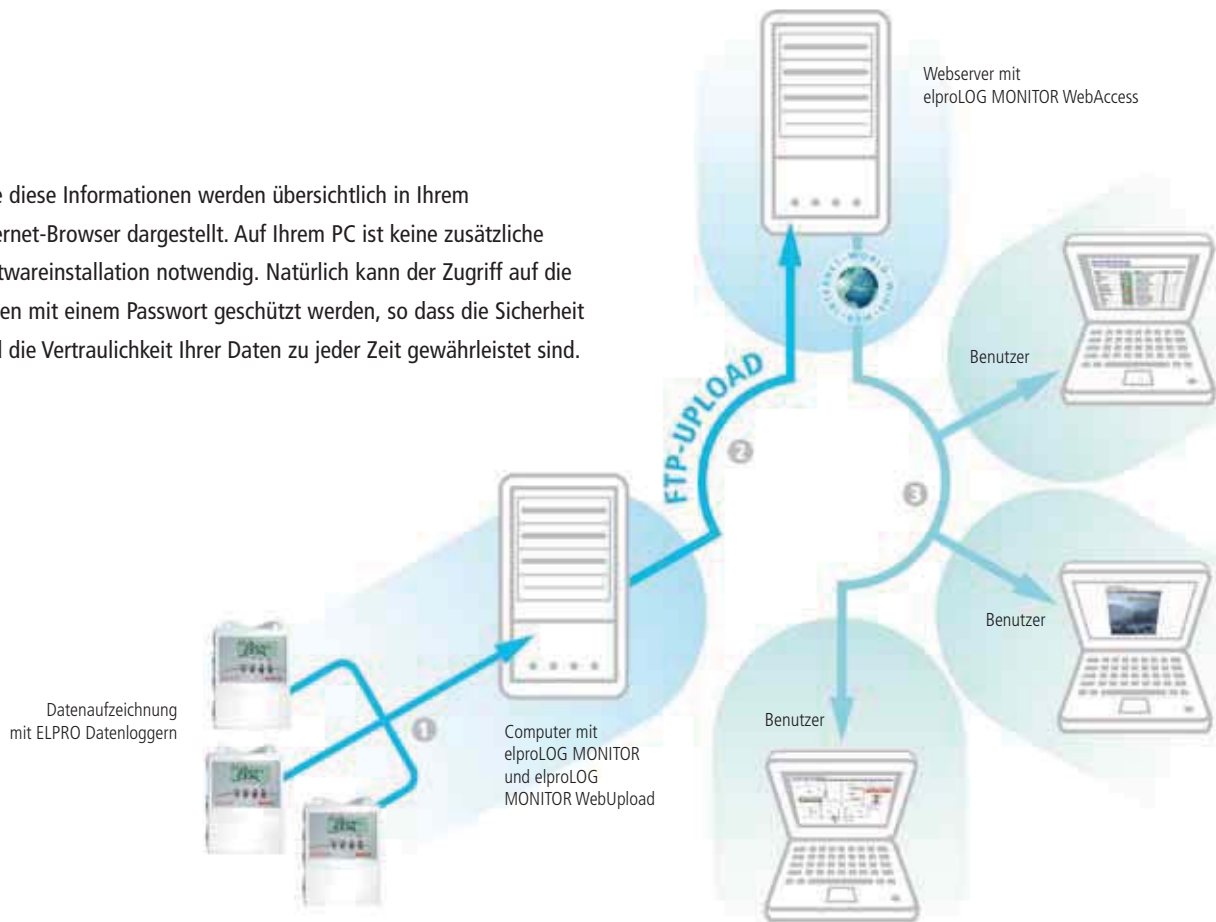 e diese Informationen werden übersichtlich in Ihrem
ernet-Browser dargestellt. Auf Ihrem PC ist keine zusätzliche
twareinstallation notwendig. Natürlich kann der Zugriff auf die
en mit einem Passwort geschützt werden, so dass die Sicherheit
d die Vertraulichkeit Ihrer Daten zu jeder Zeit gewährleistet sind.
Webserver mit
elproLOG MONITOR WebAccess
Benutzer
FTP-UPLOAD
2
3
Benutzer
Datenaufzeichnung
mit ELPRO Datenloggern
1
Computer mit
elproLOG MONITOR
und elproLOG
MONITOR WebUpload
Benutzer